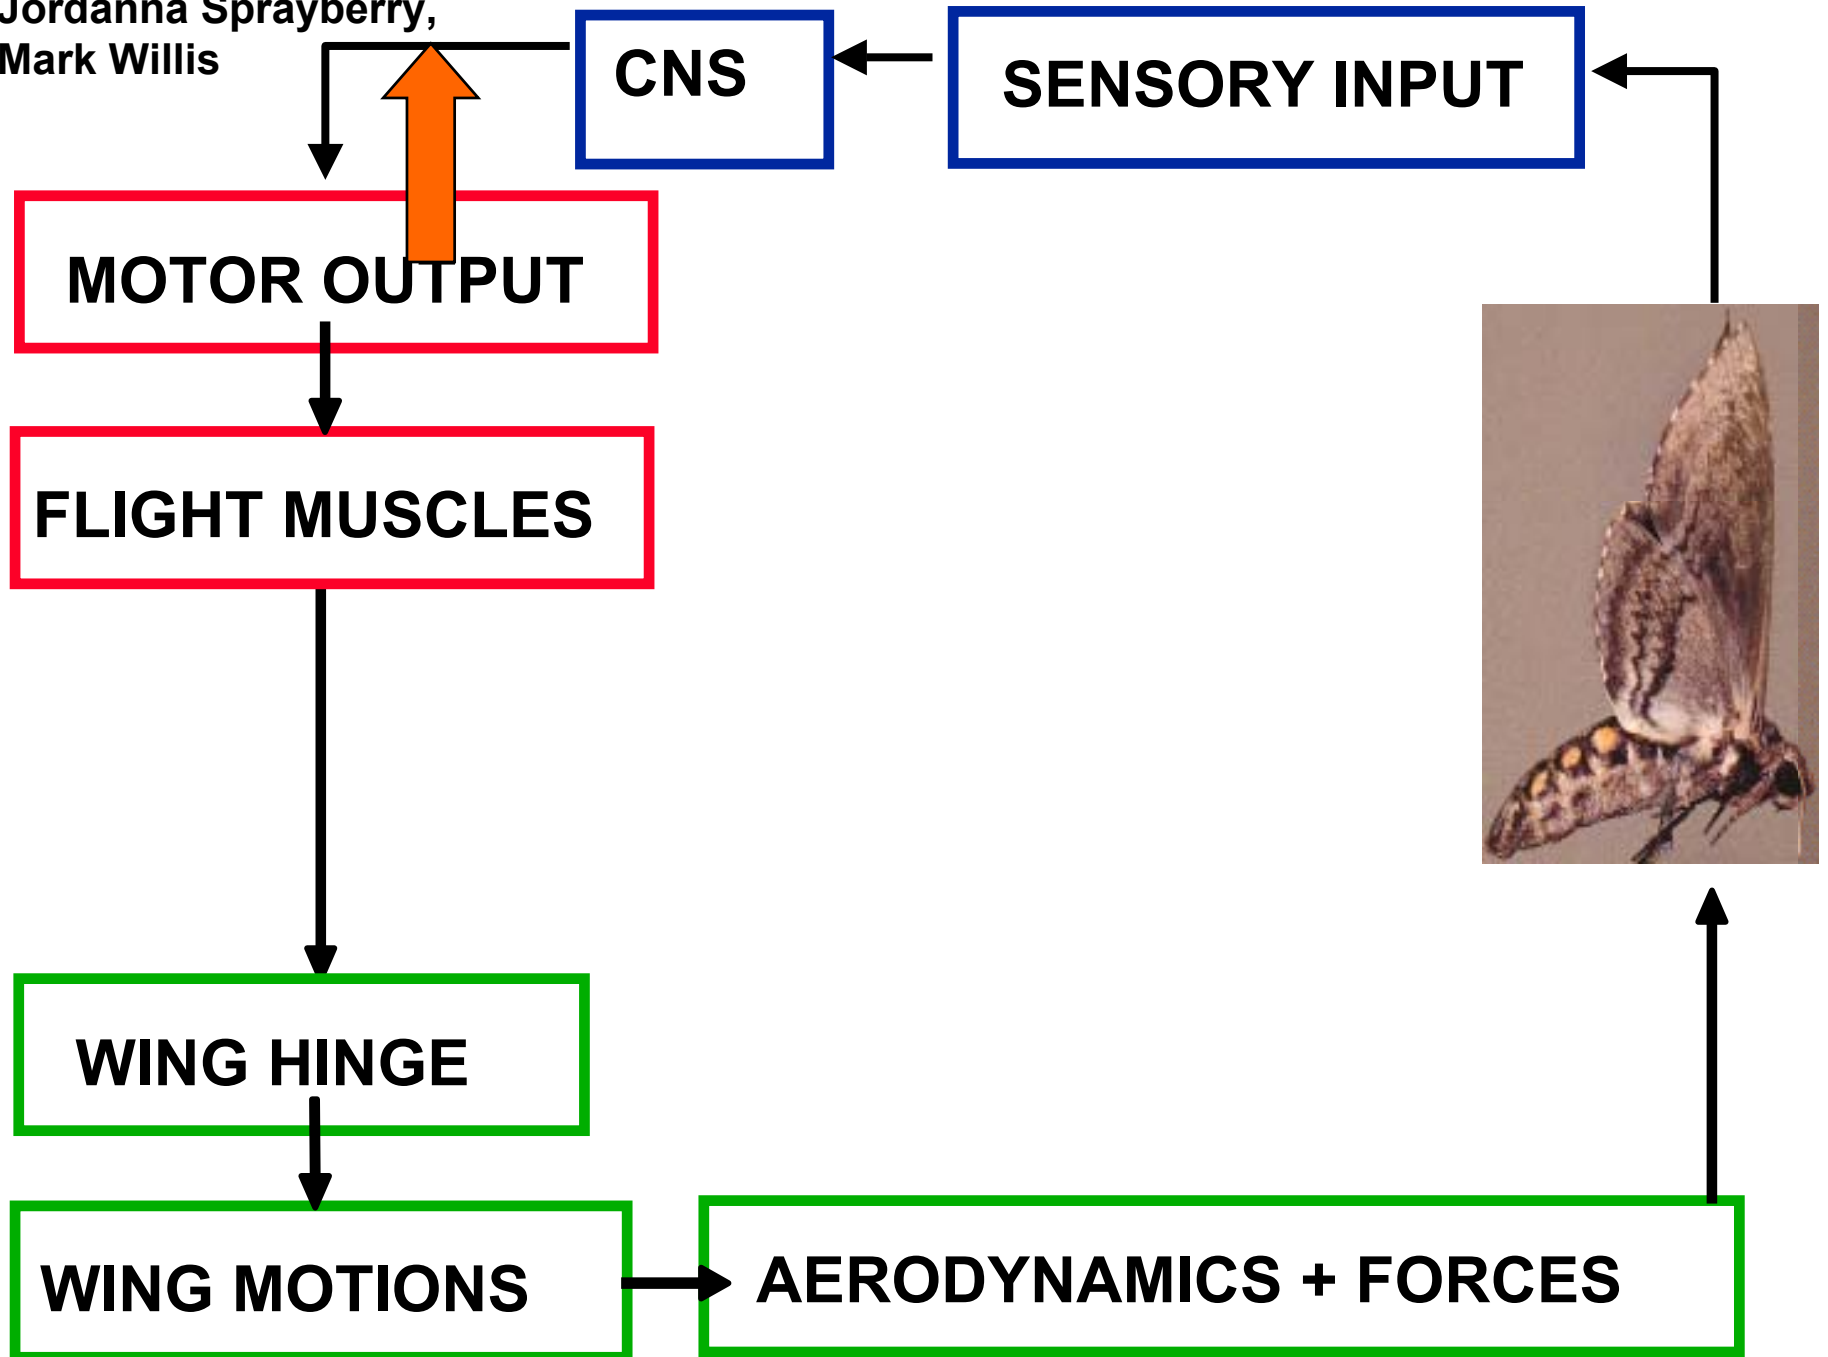 Jordanna Sprayberry,
Mark Willis
CNS
SENSORY INPUT
MOTOR OUTPUT
FLIGHT MUSCLES
WING HINGE
WING MOTIONS
AERODYNAMICS + FORCES